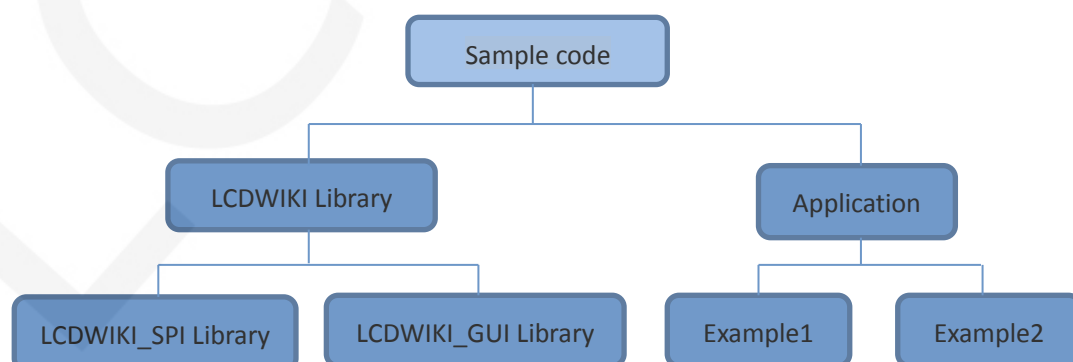 Sample code
LCDWIKI Library
Application
LCDWIKI_SPI Library
LCDWIKI_GUI Library
Example1
Example2